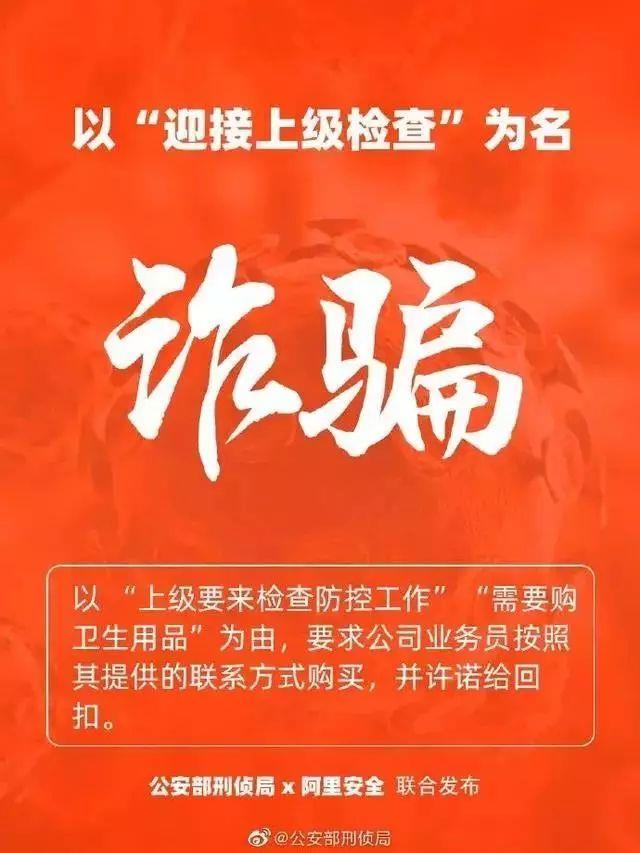 以“迎接上级检查”为名
诈骗
以“上级要来检查防控工作”“需要购
卫生用品”为由，要求公司业务员按照
其提供的联系方式购买，并许诺给回
扣。
公安部刑侦局 x 阿里安全 联合发布
@公安部刑侦局